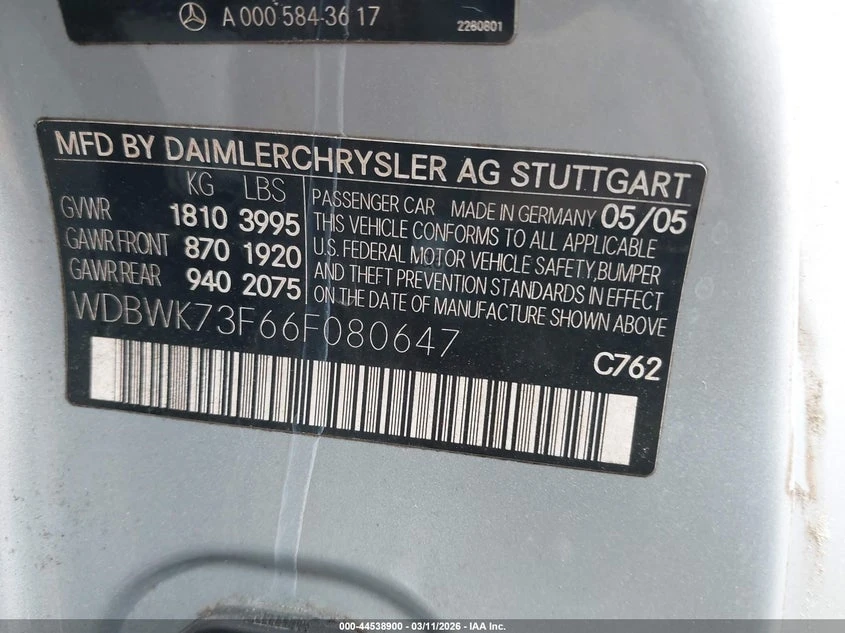 A 000 584-36 17
2280801
MFD BY DAIMLERCHRYSLER AG STUTTGART
KG LBS
GVWR 1810 3995
GAWR FRONT 870 1920
GAWR REAR 940 2075
PASSENGER CAR MADE IN GERMANY 05/05
THIS VEHICLE CONFORMS TO ALL APPLICABLE
U.S. FEDERAL MOTOR VEHICLE SAFETY,BUMPER
AND THEFT PREVENTION STANDARDS IN EFFECT
ON THE DATE OF MANUFACTURE SHOWN ABOVE
WDBWK73F66F080647
C762
000-44538900 - 03/11/2026 - IAA Inc.